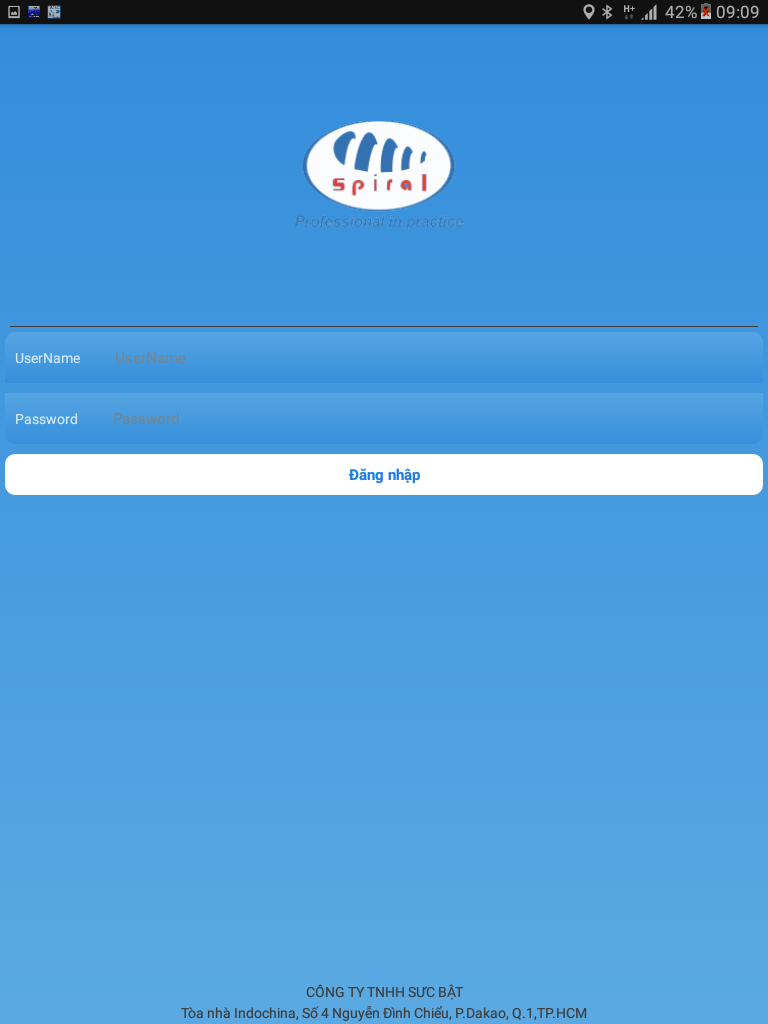 H+
42% 09:09
spiral
Professional in practice
UserName UserName
Password Password
Đăng nhập
CÔNG TY TNHH SƯC BẬT
Tòa nhà Indochina, Số 4 Nguyễn Đình Chiểu, P.Dakao, Q.1,TP.HCM